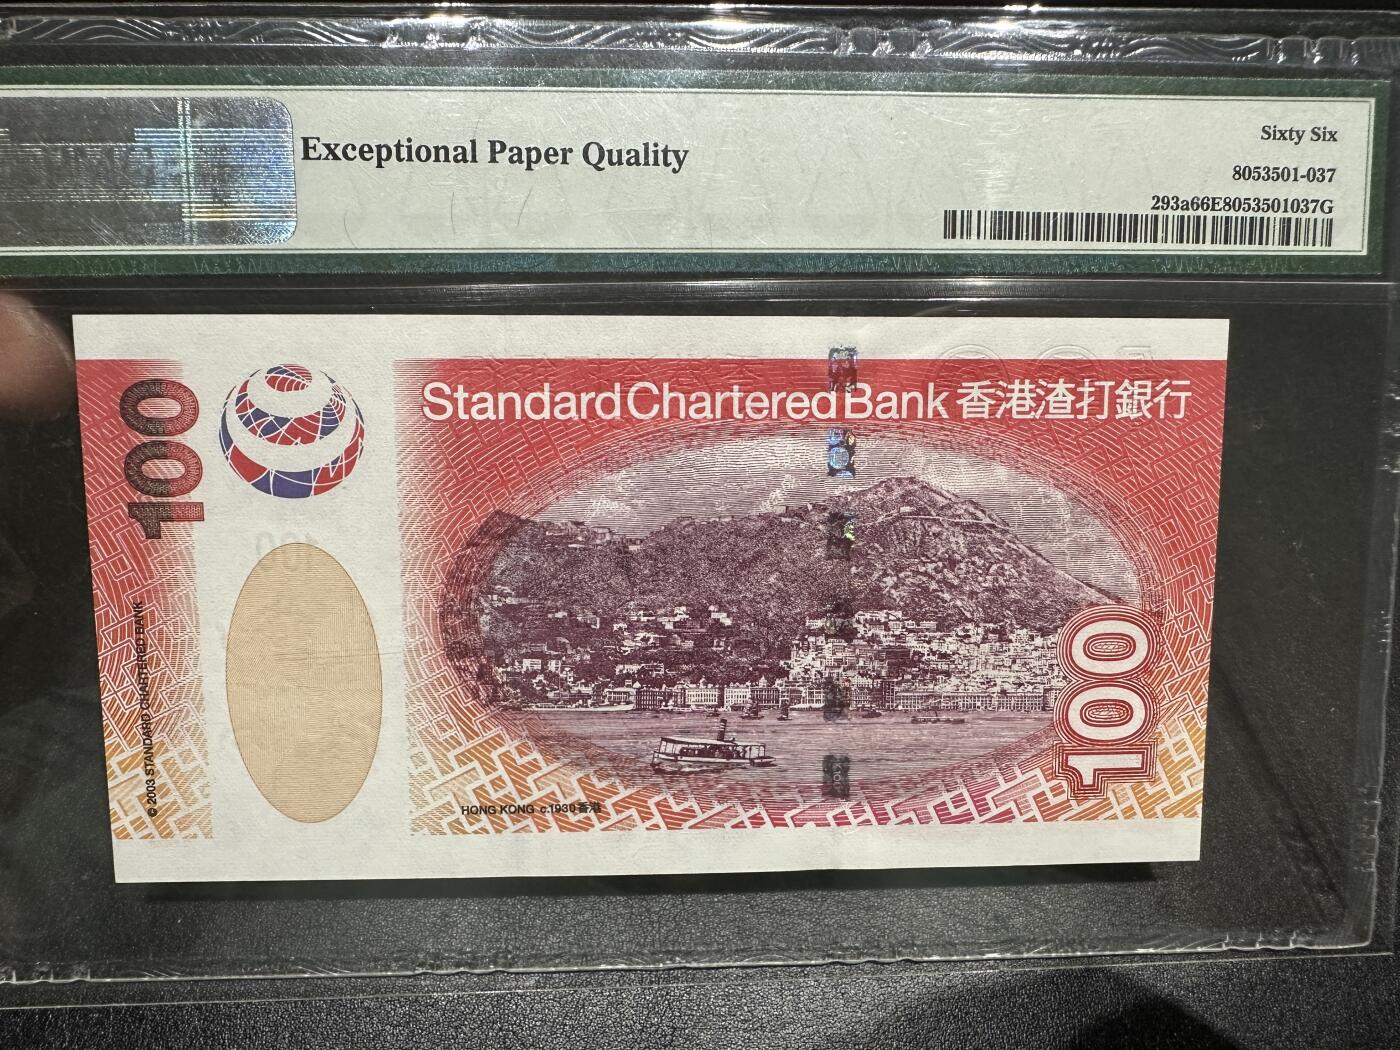 Exceptional Paper Quality
Sixty Six
8053501-037
293a66E8053501037G
Standard Chartered Bank 香港渣打銀行
100
© 2003 STANDARD CHARTERED BANK
HONG KONG c.1930 香港
100